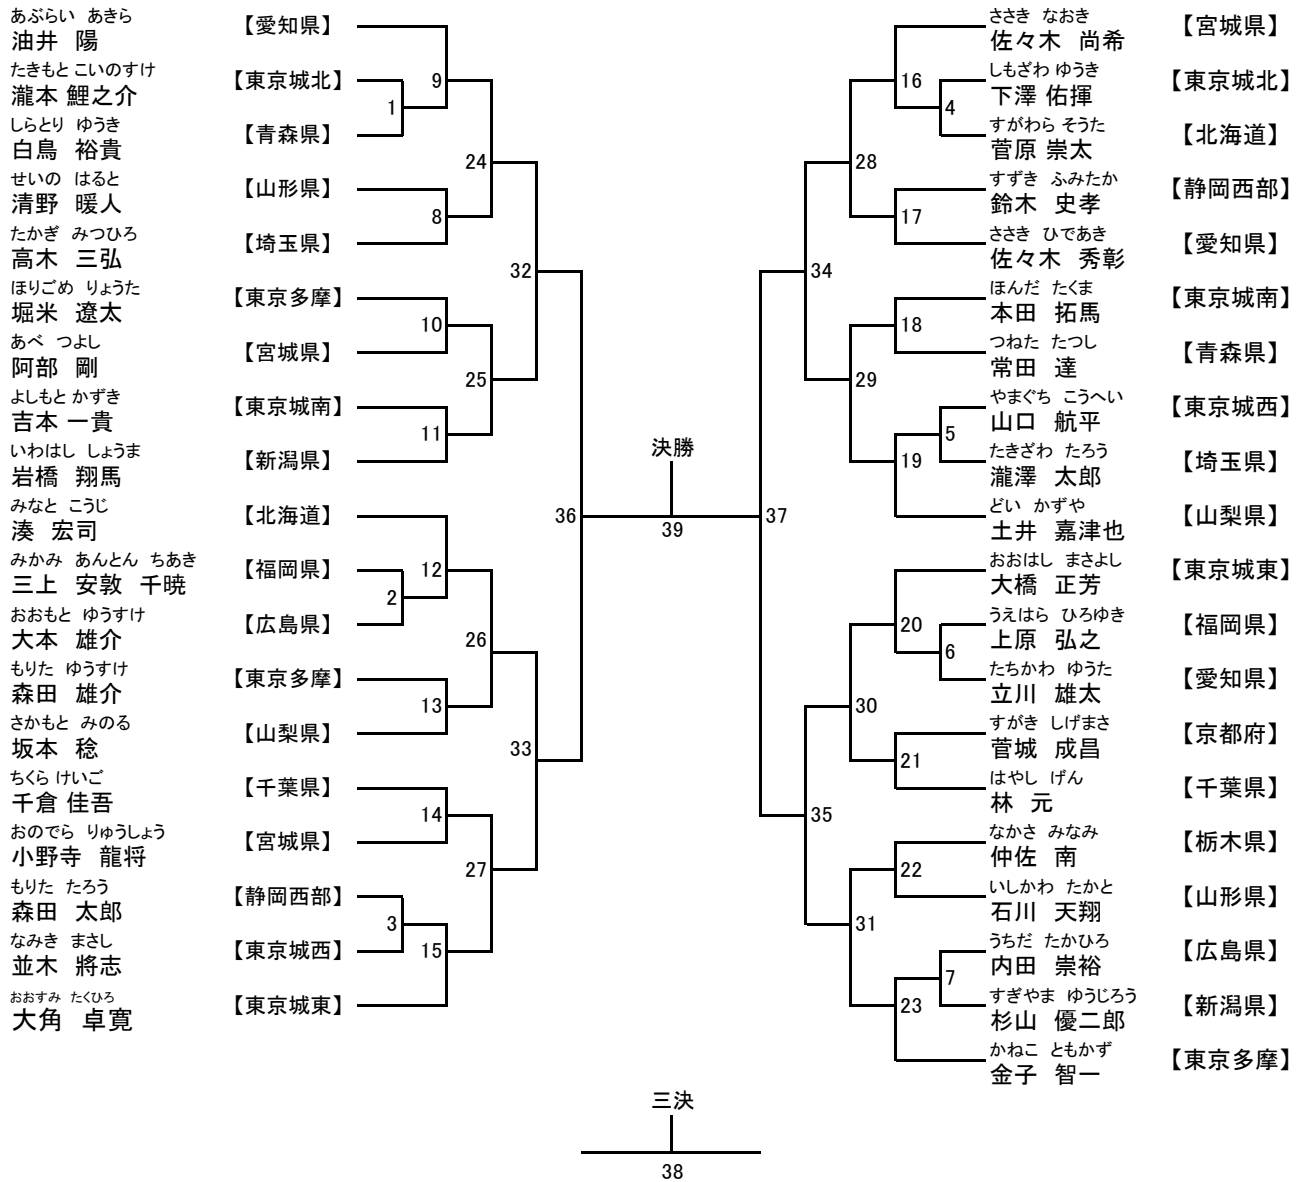 あぶらい あきら
油井 陽 【愛知県】
たきもと こいのすけ
瀧本 鯉之介 【東京城北】
しらとり ゆうき
白鳥 裕貴 【青森県】
せいの はると
清野 暖人 【山形県】
たかぎ みつひろ
高木 三弘 【埼玉県】
ほりごめ りょうた
堀米 遼太 【東京多摩】
あべ つよし
阿部 剛 【宮城県】
よしもと かずき
吉本 一貴 【東京城南】
いわはし しょうま
岩橋 翔馬 【新潟県】
みなと こうじ
湊 宏司 【北海道】
みかみ あんとん ちあき
三上 安敦 千暁 【福岡県】
おおもと ゆうすけ
大本 雄介 【広島県】
もりた ゆうすけ
森田 雄介 【東京多摩】
さかもと みのる
坂本 稔 【山梨県】
ちくら けいご
千倉 佳吾 【千葉県】
おのでら りゅうしょう
小野寺 龍将 【宮城県】
もりた たろう
森田 太郎 【静岡西部】
なみき まさし
並木 將志 【東京城西】
おおすみ たくひろ
大角 卓寛 【東京城東】
1
2
3
9
8
10
11
12
13
14
15
24
25
26
27
32
33
36
決勝
39
37
34
35
28
29
30
31
16
17
18
19
20
21
22
23
4
5
6
7
ささき なおき
佐々木 尚希 【宮城県】
しもざわ ゆうき
下澤 佑揮 【東京城北】
すがわら そうた
菅原 崇太 【北海道】
すずき ふみたか
鈴木 史孝 【静岡西部】
ささき ひであき
佐々木 秀彰 【愛知県】
ほんだ たくま
本田 拓馬 【東京城南】
つねた たつし
常田 達 【青森県】
やまぐち こうへい
山口 航平 【東京城西】
たきざわ たろう
瀧澤 太郎 【埼玉県】
どい かずや
土井 嘉津也 【山梨県】
おおはし まさよし
大橋 正芳 【東京城東】
うえはら ひろゆき
上原 弘之 【福岡県】
たちかわ ゆうた
立川 雄太 【愛知県】
すがき しげまさ
菅城 成昌 【京都府】
はやし げん
林 元 【千葉県】
なかさ みなみ
仲佐 南 【栃木県】
いしかわ たかと
石川 天翔 【山形県】
うちだ たかひろ
内田 崇裕 【広島県】
すぎやま ゆうじろう
杉山 優二郎 【新潟県】
かねこ ともかず
金子 智一 【東京多摩】
三決
38